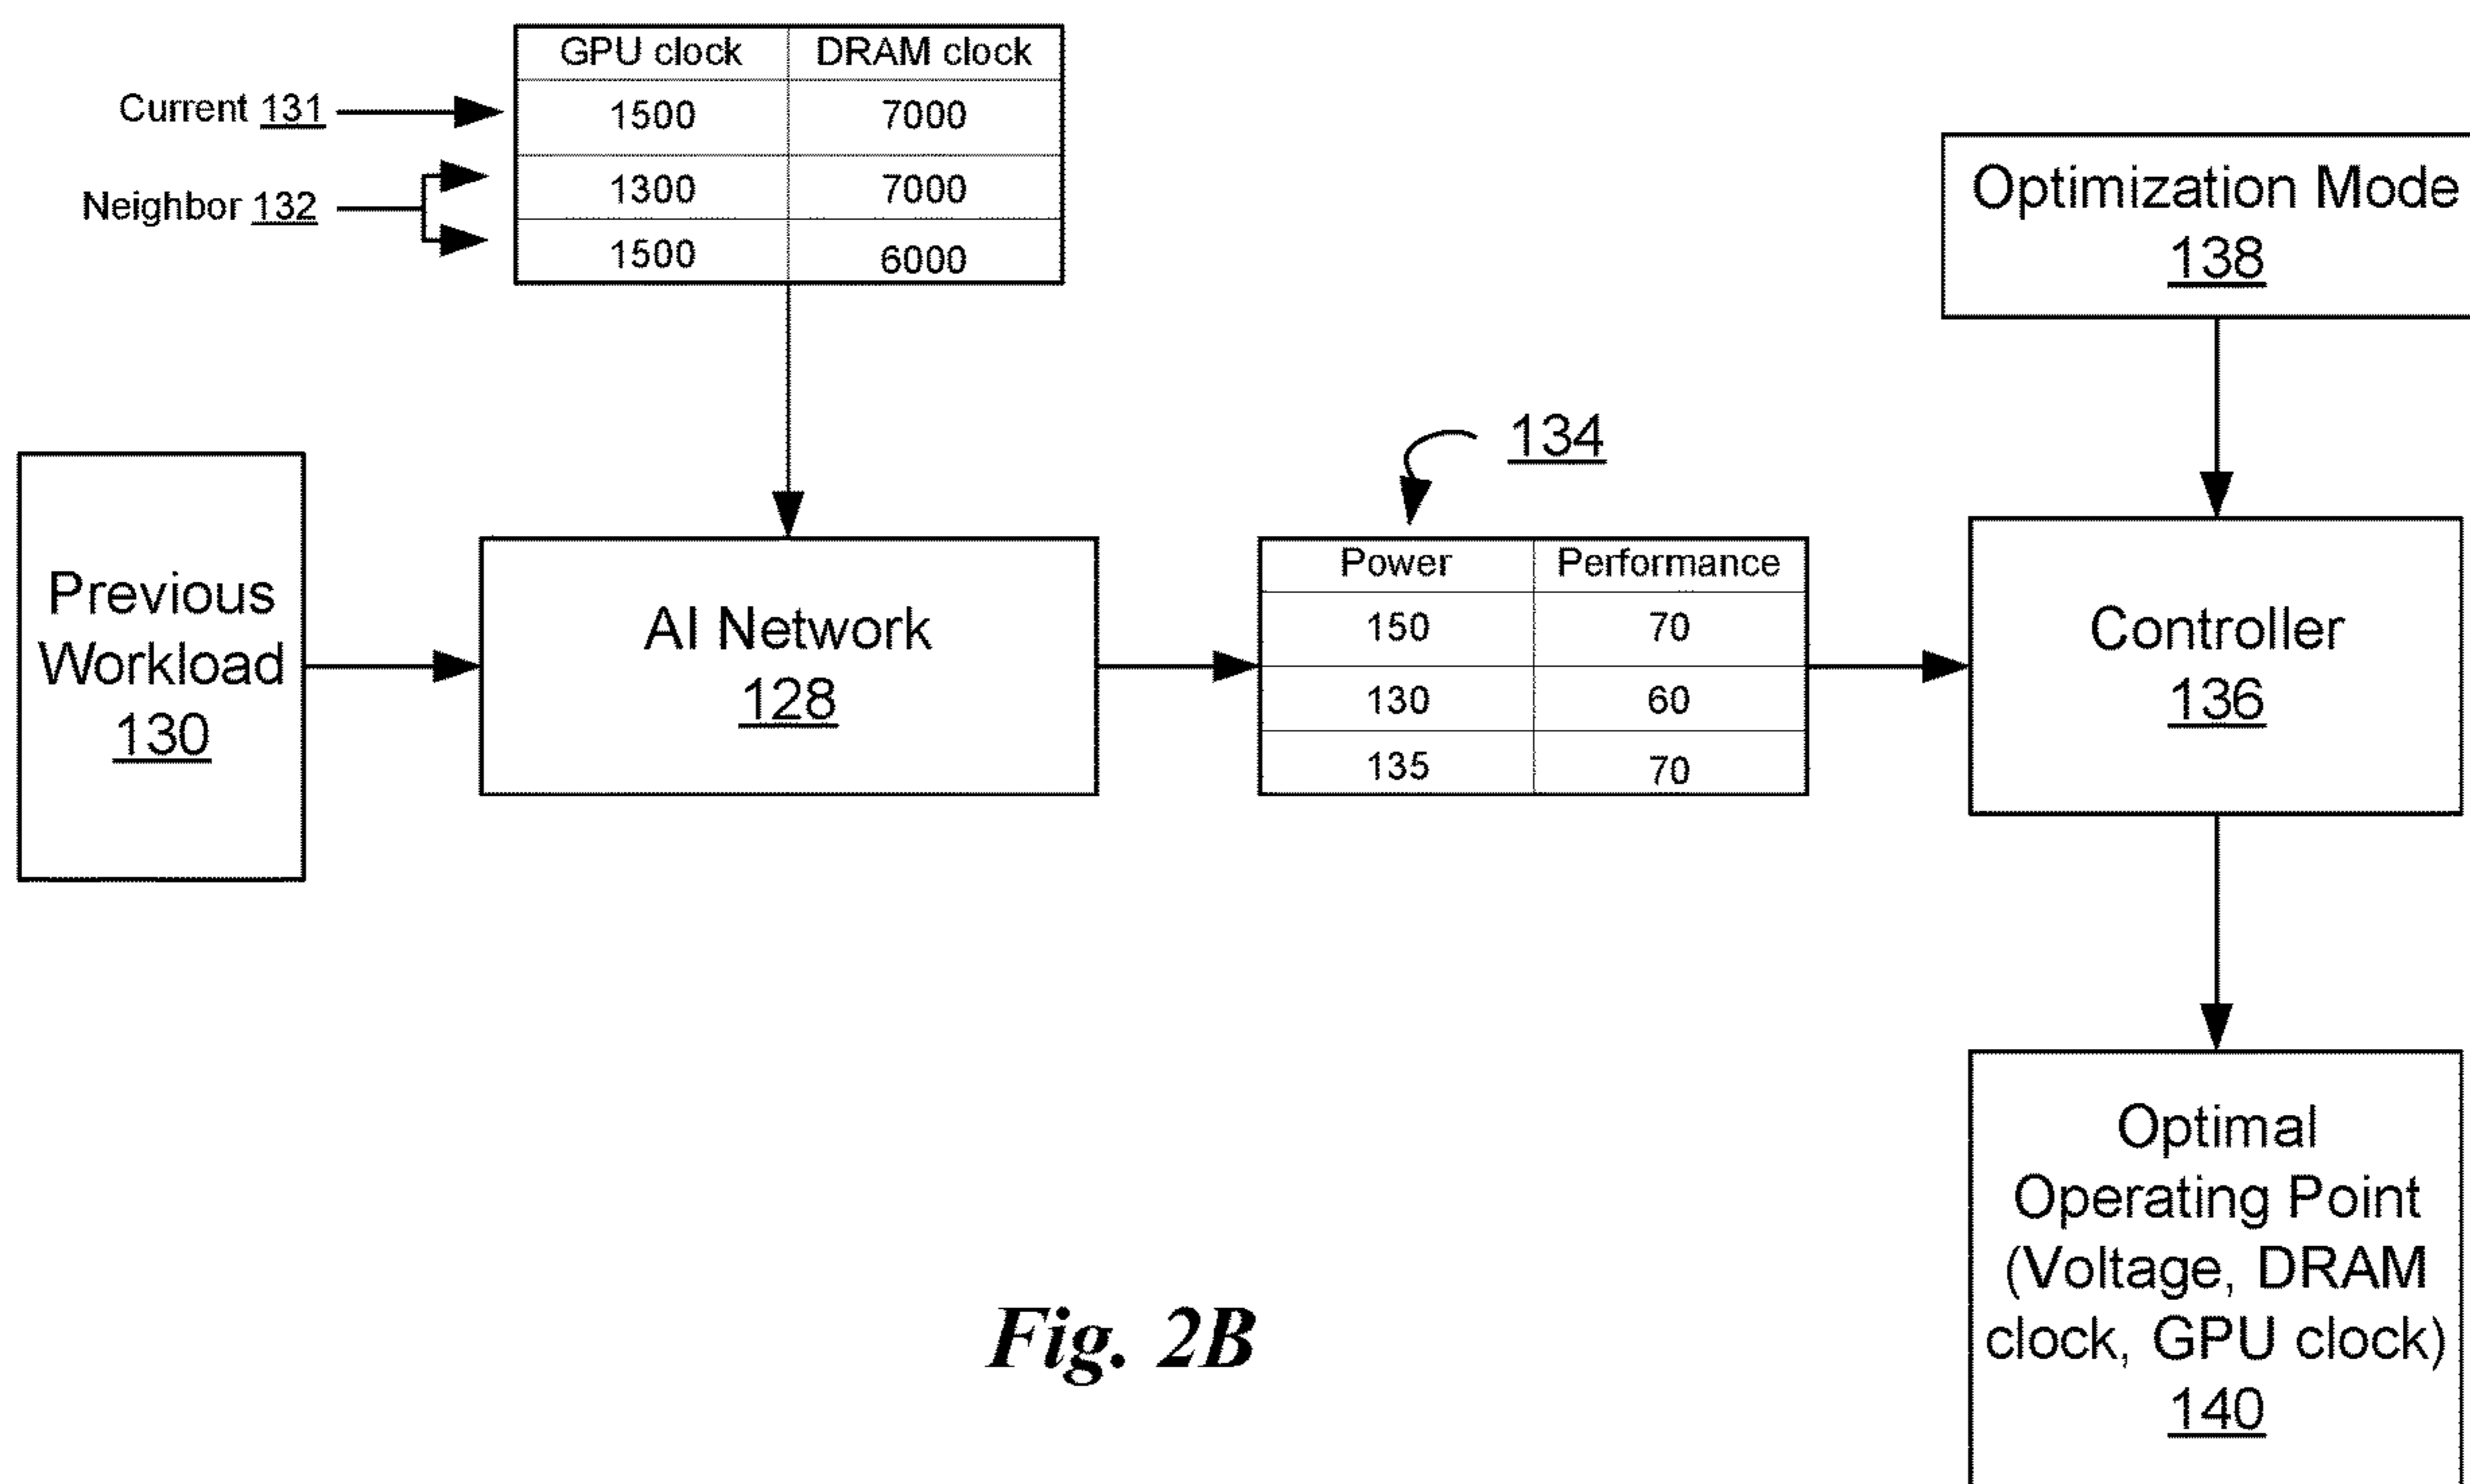 GPU clock DRAM clock
Current 131 1500 7000
Neighbor 132 1300 7000
1500 6000
Optimization Mode
138
134
Previous
Workload
130
AI Network
128
Power Performance
150 70
130 60
135 70
Controller
136
Optimal
Operating Point
(Voltage, DRAM
clock, GPU clock)
140
Fig. 2B